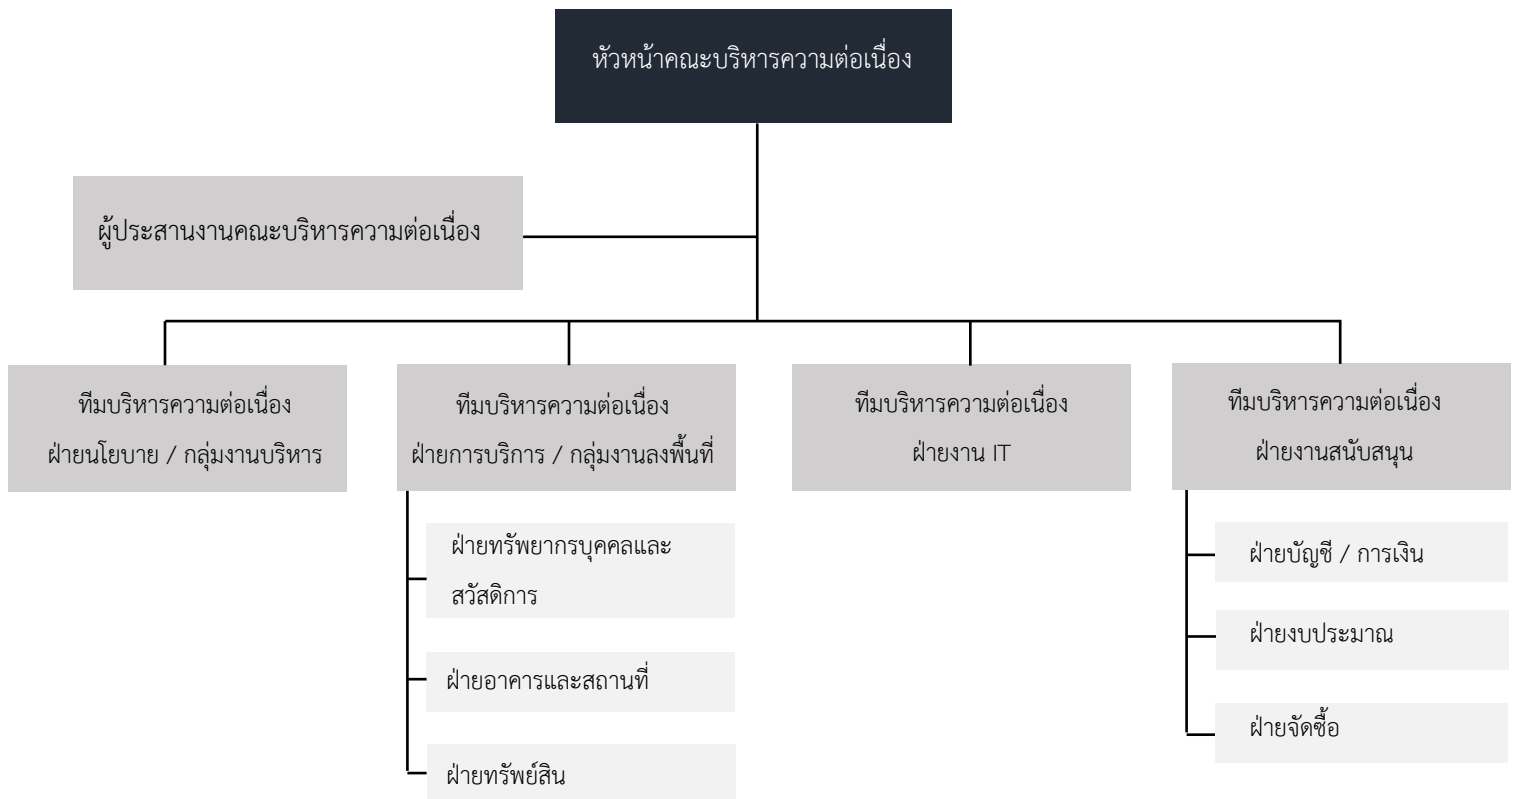 หัวหน้าคณะบริหารความต่อเนื่อง
ผู้ประสานงานคณะบริหารความต่อเนื่อง
ทีมบริหารความต่อเนื่อง
ฝ่ายนโยบาย / กลุ่มงานบริหาร
ทีมบริหารความต่อเนื่อง
ฝ่ายการบริการ / กลุ่มงานลงพื้นที่
ฝ่ายทรัพยากรบุคคลและ
สวัสดิการ
ฝ่ายอาคารและสถานที่
ฝ่ายทรัพย์สิน
ทีมบริหารความต่อเนื่อง
ฝ่ายงาน IT
ทีมบริหารความต่อเนื่อง
ฝ่ายงานสนับสนุน
ฝ่ายบัญชี / การเงิน
ฝ่ายงบประมาณ
ฝ่ายจัดซื้อ